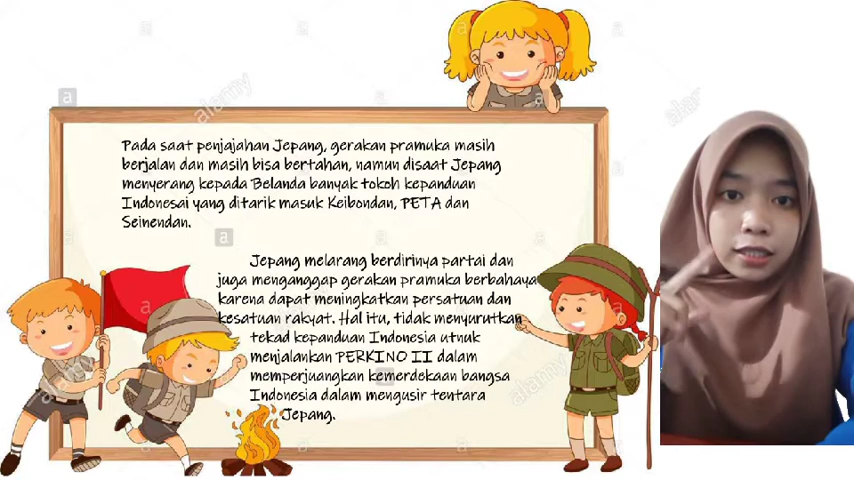 Pada saat penjajahan Jepang, gerakan pramuka masih
berjalan dan masih bisa bertahan, namun disaat Jepang
menyerang kepada Belanda banyak tokoh kepanduan
Indonesai yang ditarik masuk Keibondan, PETA dan
Seinendan.
Jepang melarang berdirinya partai dan
juga menganggap gerakan pramuka berbahaya
karena dapat meningkatkan persatuan dan
kesatuan rakyat. Hal itu, tidak menyurutkan
tekad kepanduan Indonesia utnuk
menjalankan PERKINO II dalam
memperjuangkan kemerdekaan bangsa
Indonesia dalam mengusir tentara
Jepang.
a
alamy
a
alamy